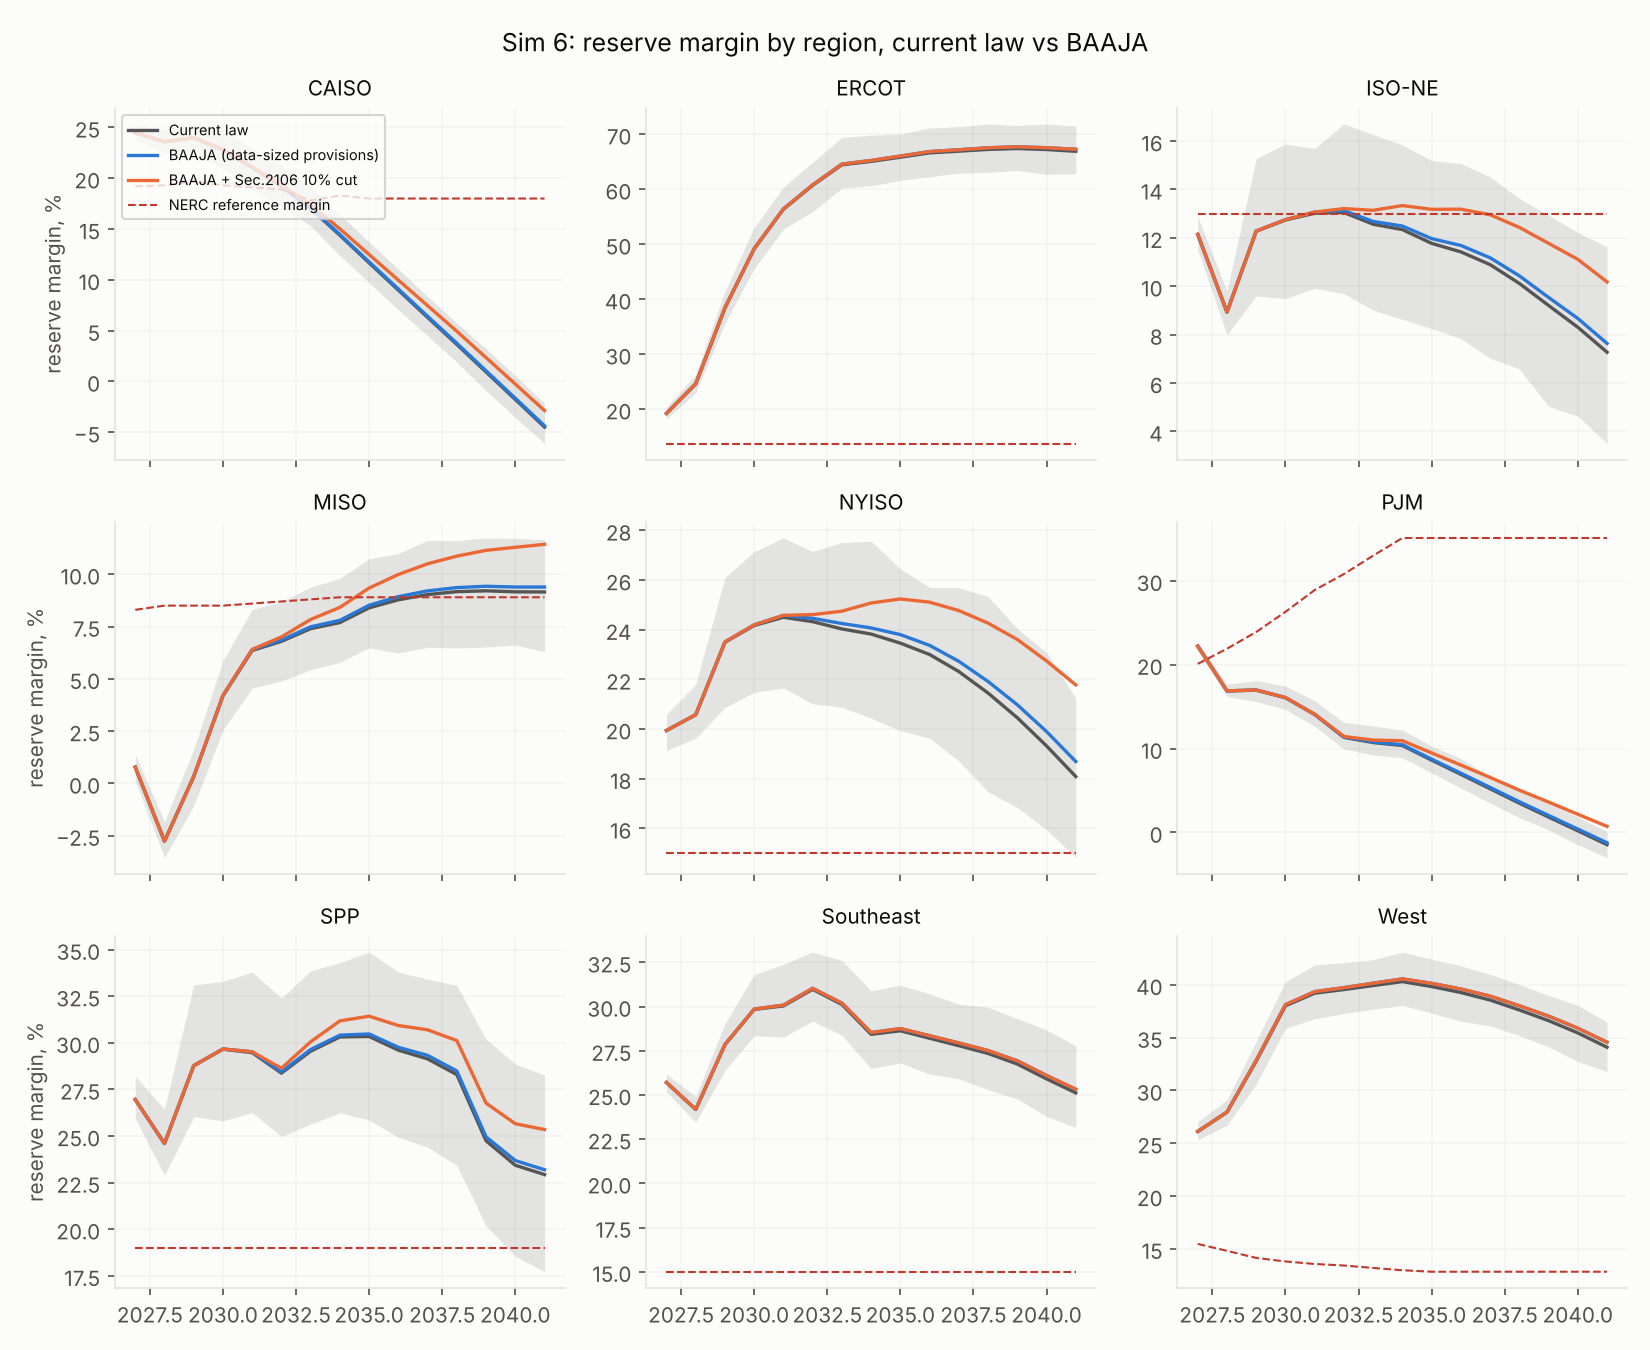 Sim 6: reserve margin by region, current law vs BAAJA
CAISO
reserve margin, %
25
20
15
10
5
0
−5
Current law
BAAJA (data-sized provisions)
BAAJA + Sec.2106 10% cut
NERC reference margin
ERCOT
70
60
50
40
30
20
ISO-NE
16
14
12
10
8
6
4
MISO
reserve margin, %
10.0
7.5
5.0
2.5
0.0
−2.5
NYISO
28
26
24
22
20
18
16
PJM
30
20
10
0
SPP
reserve margin, %
35.0
32.5
30.0
27.5
25.0
22.5
20.0
17.5
2027.5 2030.0 2032.5 2035.0 2037.5 2040.0
Southeast
32.5
30.0
27.5
25.0
22.5
20.0
17.5
15.0
2027.5 2030.0 2032.5 2035.0 2037.5 2040.0
West
40
35
30
25
20
15
2027.5 2030.0 2032.5 2035.0 2037.5 2040.0